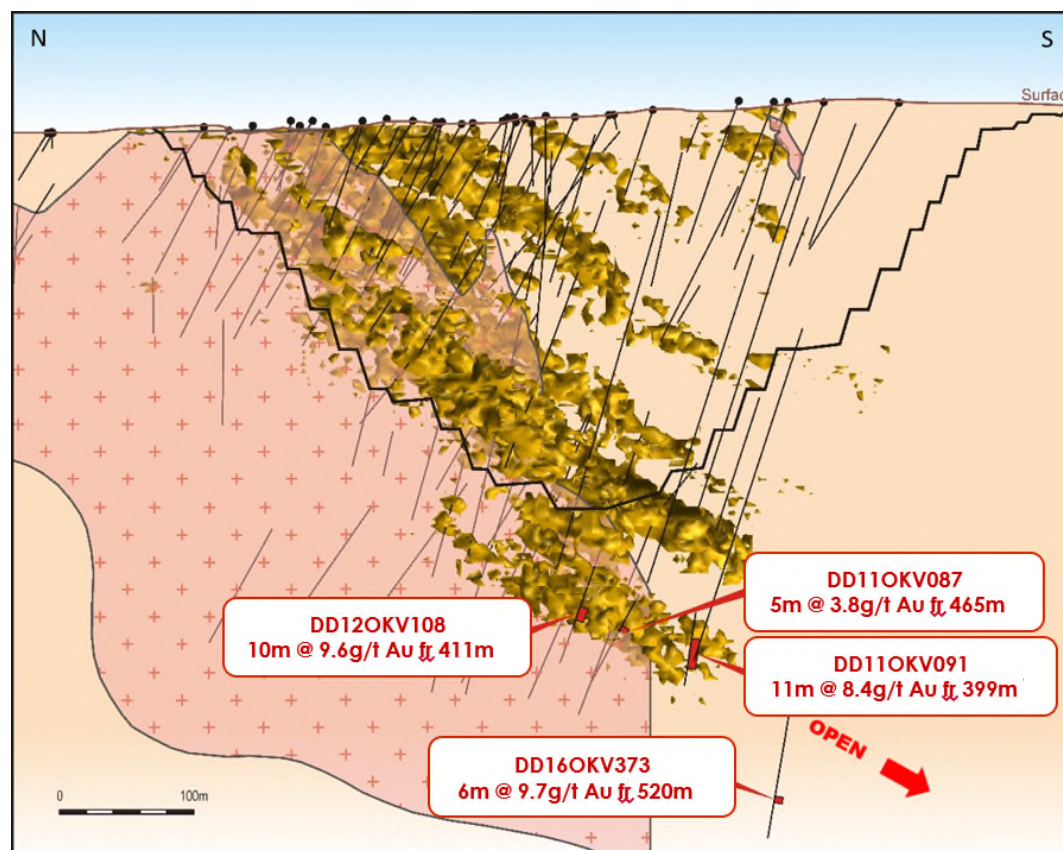 N
S
Surfac
DD11OKV087
5m @ 3.8g/t Au fr 465m
DD12OKV108
10m @ 9.6g/t Au fr 411m
DD11OKV091
11m @ 8.4g/t Au fr 399m
OPEN
DD16OKV373
6m @ 9.7g/t Au fr 520m
0
100m